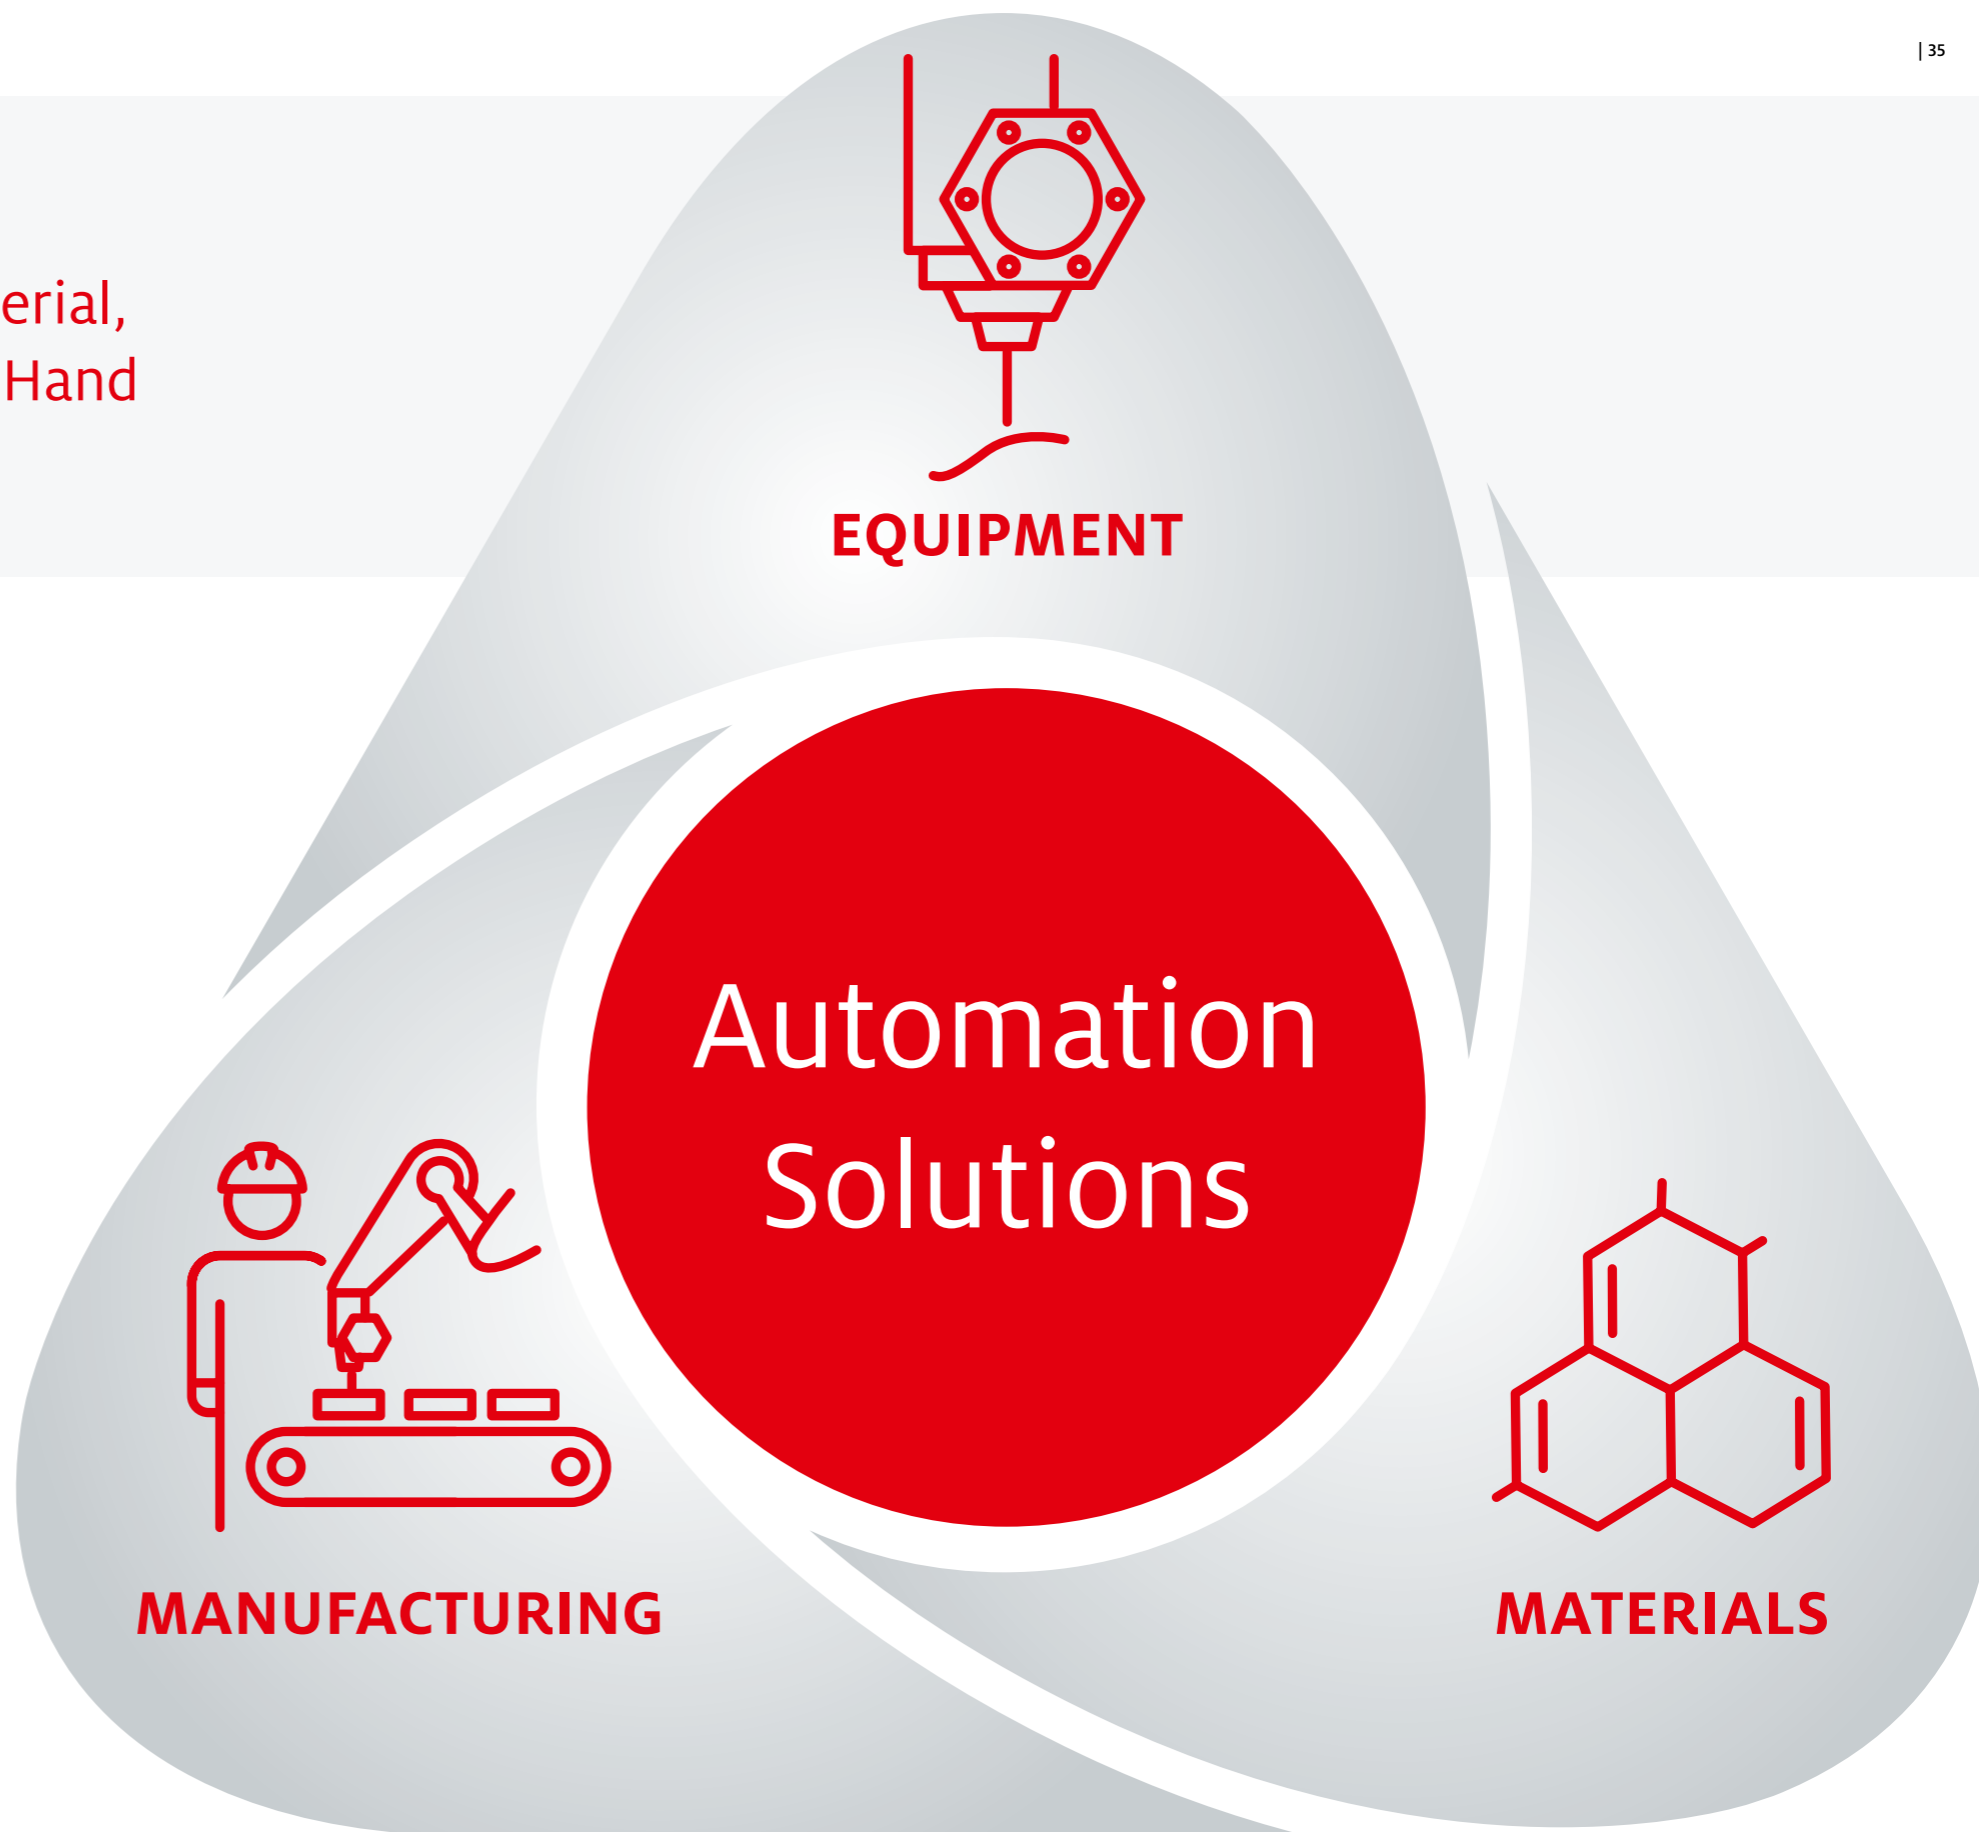 | 35
erial,
Hand
EQUIPMENT
Automation
Solutions
MANUFACTURING
MATERIALS